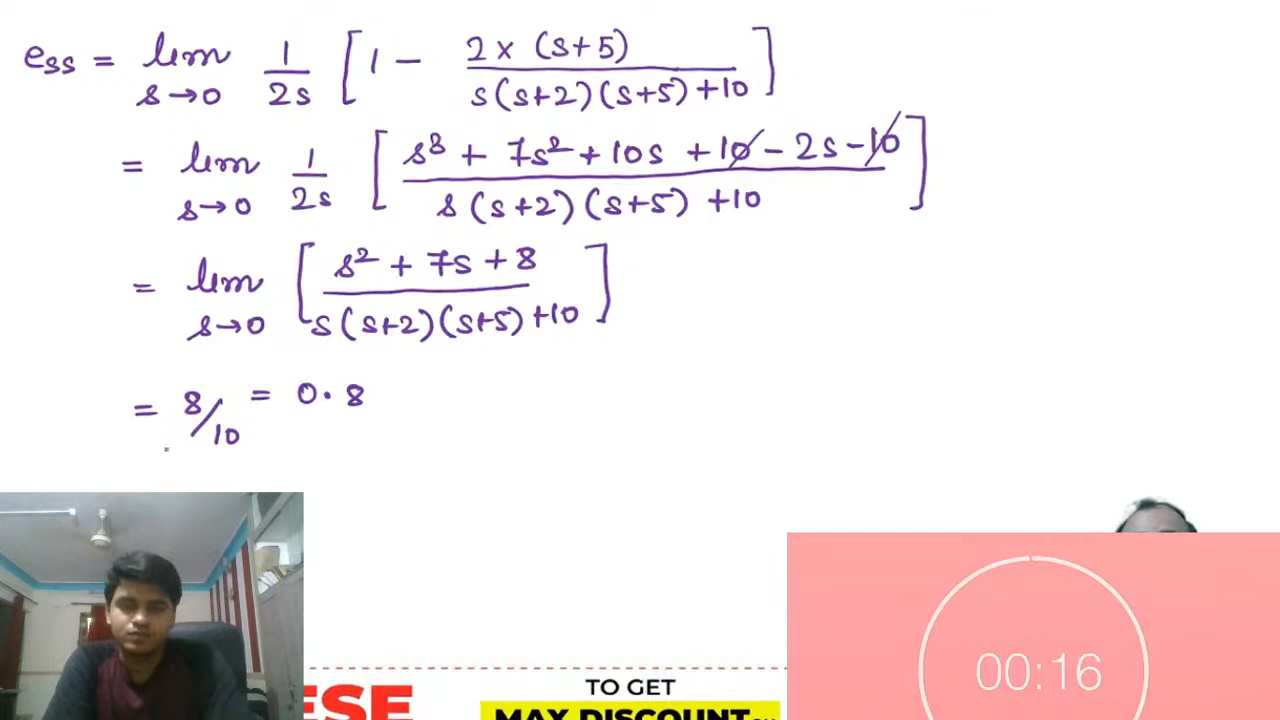 ess = lim s→0 1/2s [1 - 2 × (s+5) / s(s+2)(s+5)+10]
= lim s→0 1/2s [s³ + 7s² + 10s + 10 - 2s - 10 / s(s+2)(s+5) +10]
= lim s→0 [s² + 7s + 8 / s(s+2)(s+5)+10]
= 8/10 = 0.8
00:16
TO GET
ESE
MAX DISCOUNT